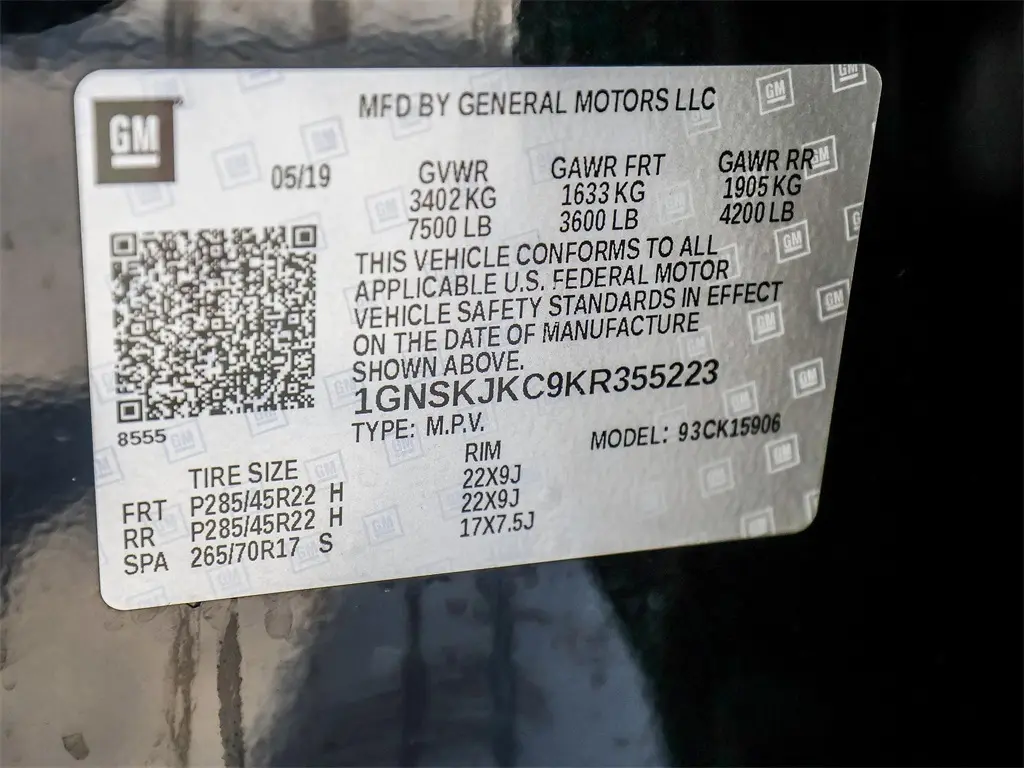 GM
MFD BY GENERAL MOTORS LLC
05/19
GVWR GAWR FRT GAWR RR
3402 KG 1633 KG 1905 KG
7500 LB 3600 LB 4200 LB
THIS VEHICLE CONFORMS TO ALL
APPLICABLE U.S. FEDERAL MOTOR
VEHICLE SAFETY STANDARDS IN EFFECT
ON THE DATE OF MANUFACTURE
SHOWN ABOVE.
1GNSKJKC9KR355223
8555
TYPE: M.P.V. MODEL: 93CK15906
TIRE SIZE RIM
FRT P285/45R22 H 22X9J
RR P285/45R22 H 22X9J
SPA 265/70R17 S 17X7.5J